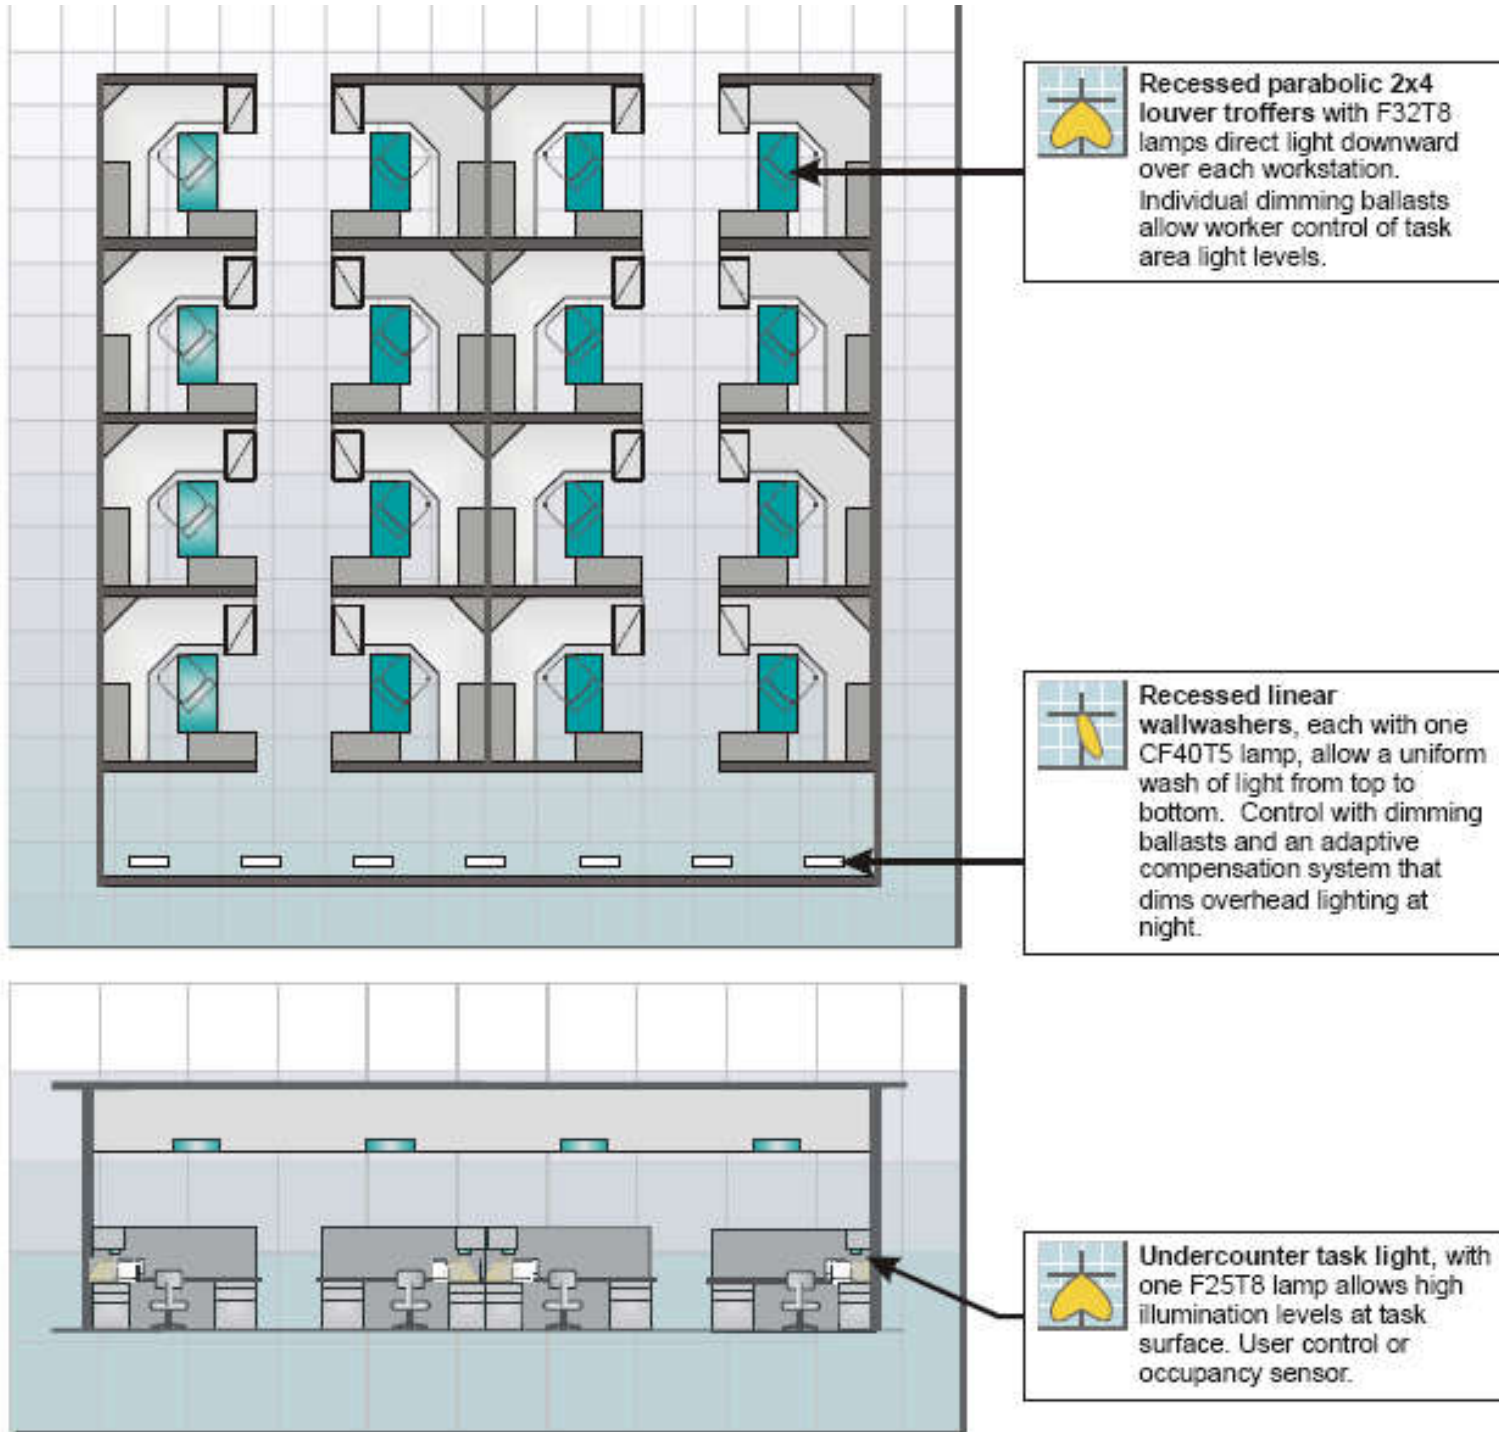 Recessed parabolic 2x4
louver troffers with F32T8
lamps direct light downward
over each workstation.
Individual dimming ballasts
allow worker control of task
area light levels.
Recessed linear
wallwashers, each with one
CF40T5 lamp, allow a uniform
wash of light from top to
bottom. Control with dimming
ballasts and an adaptive
compensation system that
dims overhead lighting at
night.
Undercounter task light, with
one F25T8 lamp allows high
illumination levels at task
surface. User control or
occupancy sensor.